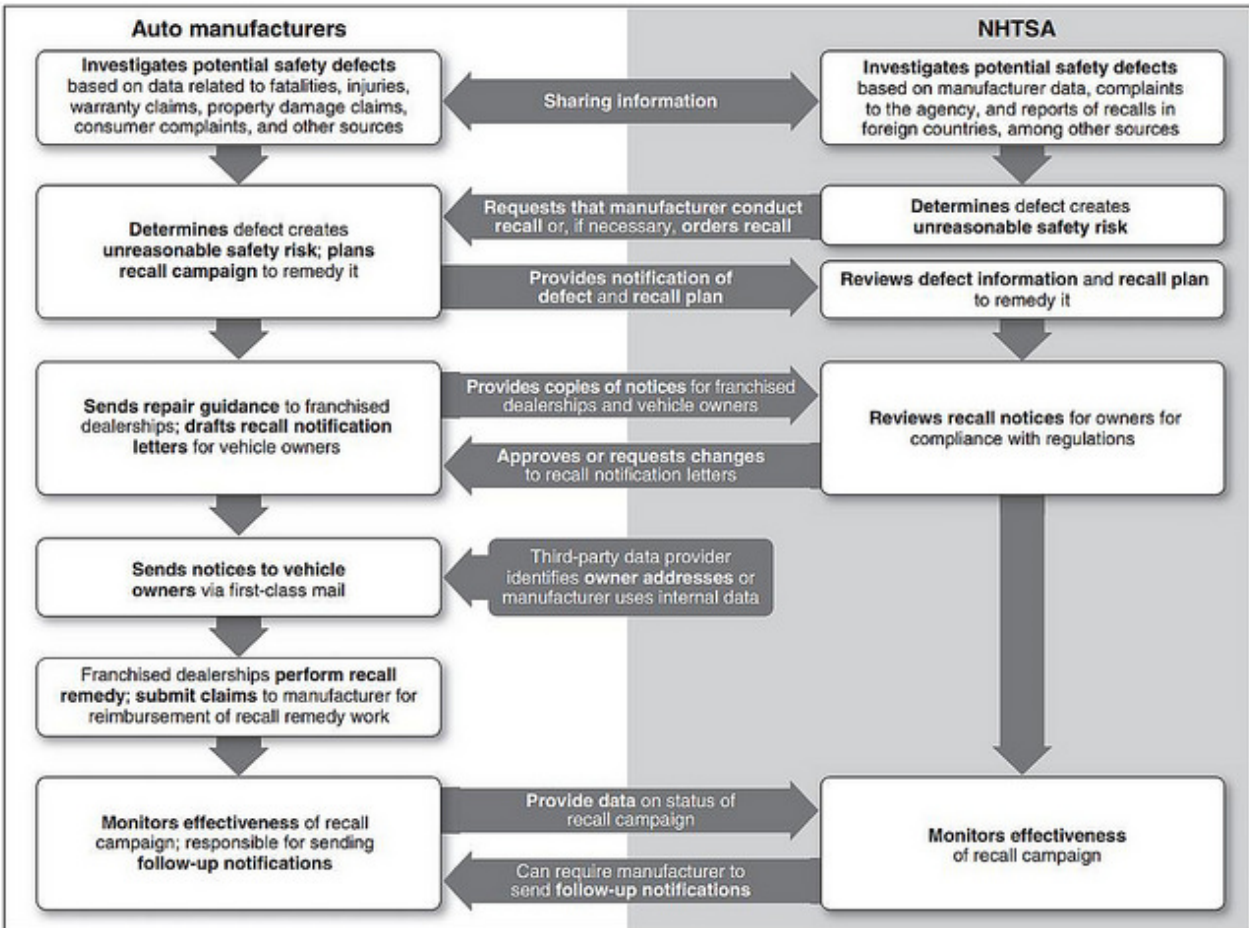 Auto manufacturers
NHTSA
Investigates potential safety defects
based on data related to fatalities, injuries,
warranty claims, property damage claims,
consumer complaints, and other sources
Sharing information
Investigates potential safety defects
based on manufacturer data, complaints
to the agency, and reports of recalls in
foreign countries, among other sources
Determines defect creates
unreasonable safety risk; plans
recall campaign to remedy it
Requests that manufacturer conduct
recall or, if necessary, orders recall
Determines defect creates
unreasonable safety risk
Provides notification of
defect and recall plan
Reviews defect information and recall plan
to remedy it
Sends repair guidance to franchised
dealerships; drafts recall notification
letters for vehicle owners
Provides copies of notices for franchised
dealerships and vehicle owners
Approves or requests changes
to recall notification letters
Reviews recall notices for owners for
compliance with regulations
Sends notices to vehicle
owners via first-class mail
Third-party data provider
identifies owner addresses or
manufacturer uses internal data
Franchised dealerships perform recall
remedy; submit claims to manufacturer for
reimbursement of recall remedy work
Monitors effectiveness of recall
campaign; responsible for sending
follow-up notifications
Provide data on status of
recall campaign
Can require manufacturer to
send follow-up notifications
Monitors effectiveness
of recall campaign